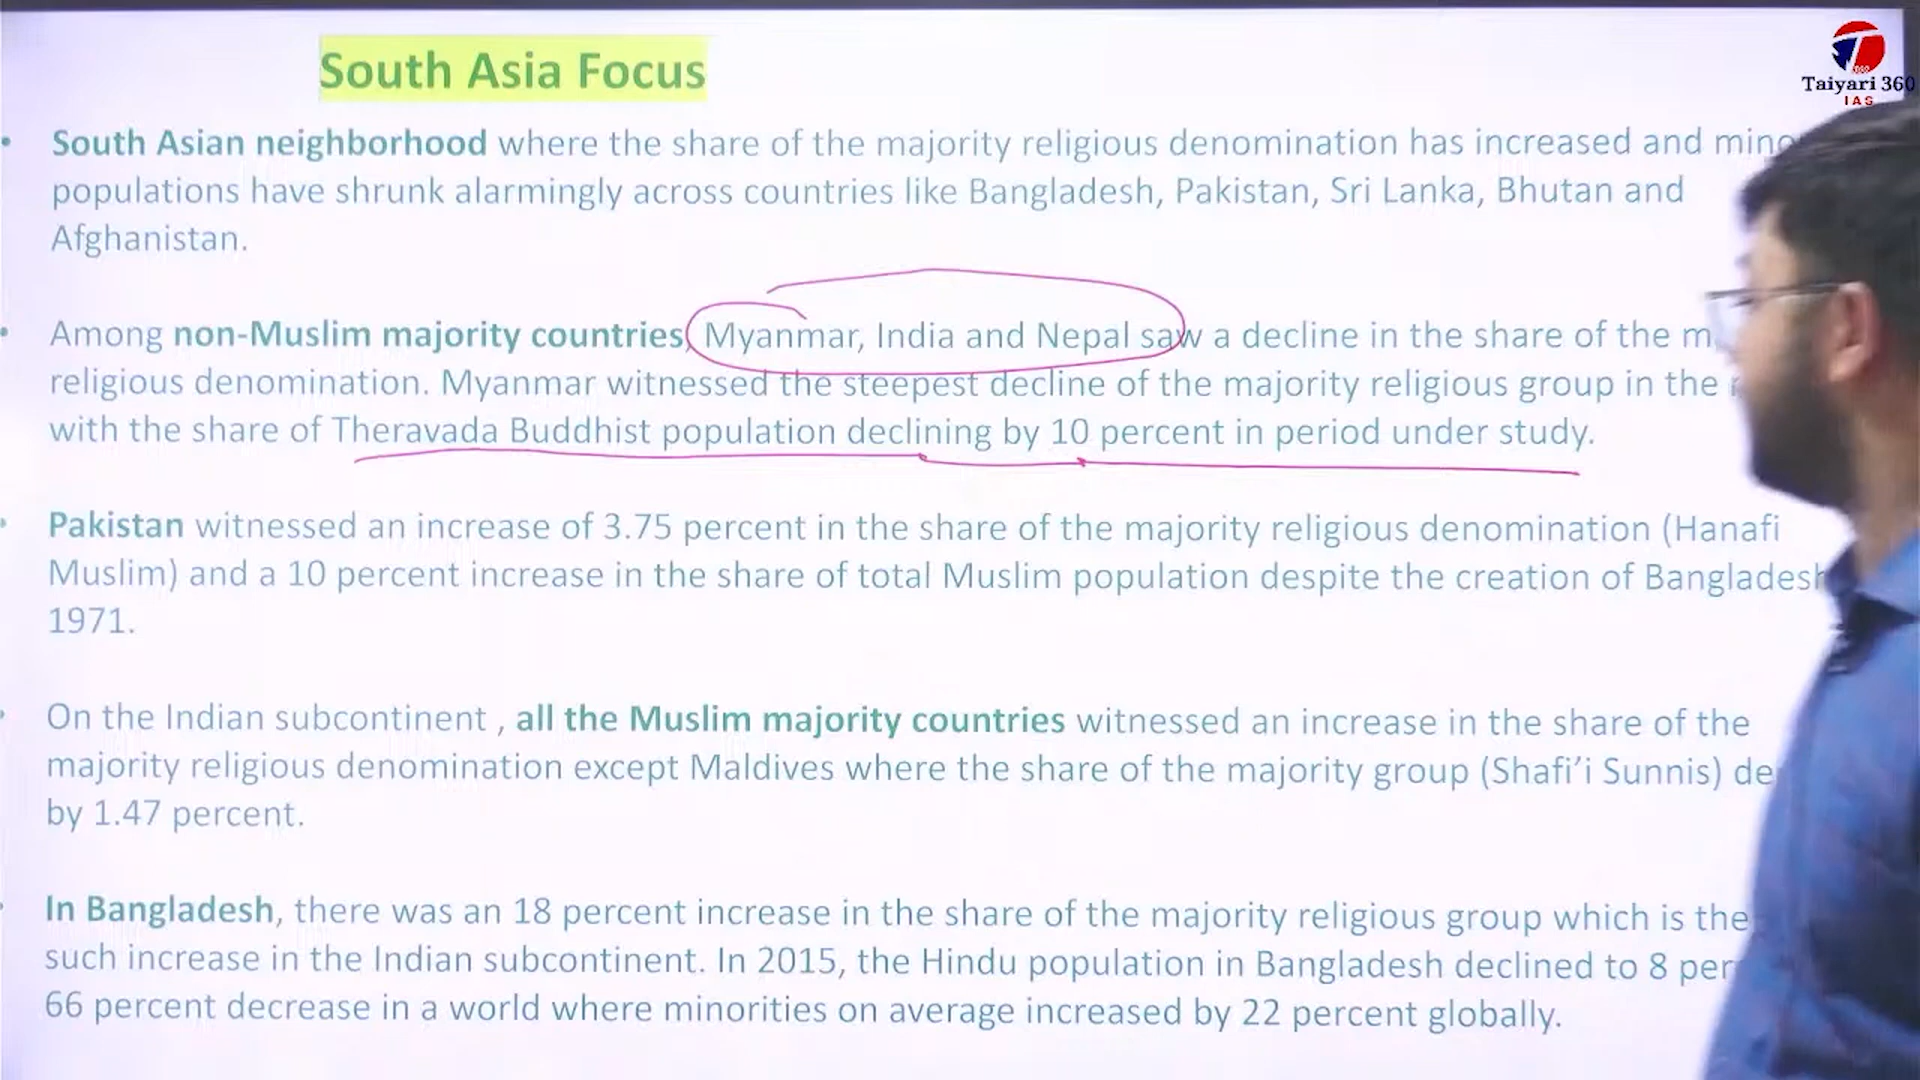 South Asia Focus
Taiyari 360
IAS
• South Asian neighborhood where the share of the majority religious denomination has increased and
populations have shrunk alarmingly across countries like Bangladesh, Pakistan, Sri Lanka, Bhutan and
Afghanistan.
• Among non-Muslim majority countries, Myanmar, India and Nepal saw a decline in the share of the
religious denomination. Myanmar witnessed the steepest decline of the majority religious group in the
with the share of Theravada Buddhist population declining by 10 percent in period under study.
• Pakistan witnessed an increase of 3.75 percent in the share of the majority religious denomination (Hanafi
Muslim) and a 10 percent increase in the share of total Muslim population despite the creation of Bangladesh
1971.
• On the Indian subcontinent , all the Muslim majority countries witnessed an increase in the share of the
majority religious denomination except Maldives where the share of the majority group (Shafi’i Sunnis)
by 1.47 percent.
• In Bangladesh, there was an 18 percent increase in the share of the majority religious group which is the
such increase in the Indian subcontinent. In 2015, the Hindu population in Bangladesh declined to 8
66 percent decrease in a world where minorities on average increased by 22 percent globally.